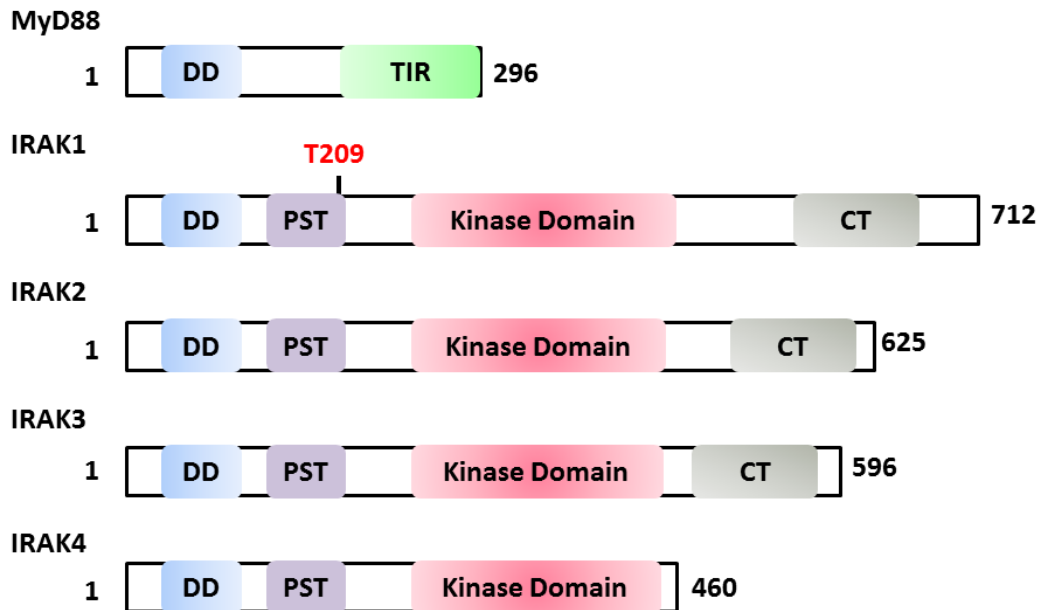 MyD88
1 DD TIR 296
IRAK1
T209
1 DD PST Kinase Domain CT 712
IRAK2
1 DD PST Kinase Domain CT 625
IRAK3
1 DD PST Kinase Domain CT 596
IRAK4
1 DD PST Kinase Domain 460